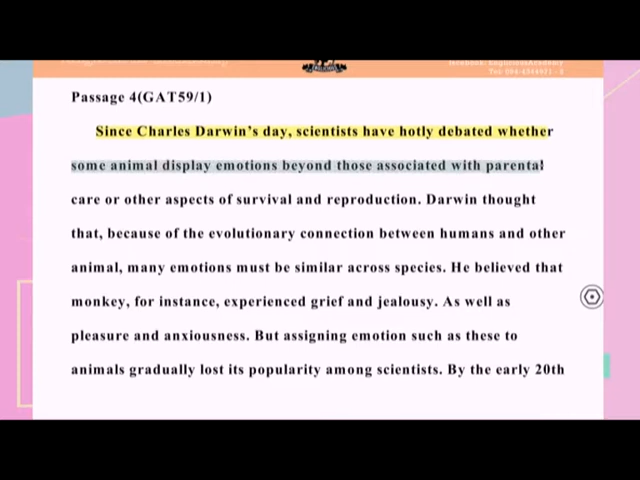 Passage 4(GAT59/1)
Since Charles Darwin's day, scientists have hotly debated whether
some animal display emotions beyond those associated with parental
care or other aspects of survival and reproduction. Darwin thought
that, because of the evolutionary connection between humans and other
animal, many emotions must be similar across species. He believed that
monkey, for instance, experienced grief and jealousy. As well as
pleasure and anxiousness. But assigning emotion such as these to
animals gradually lost its popularity among scientists. By the early 20th